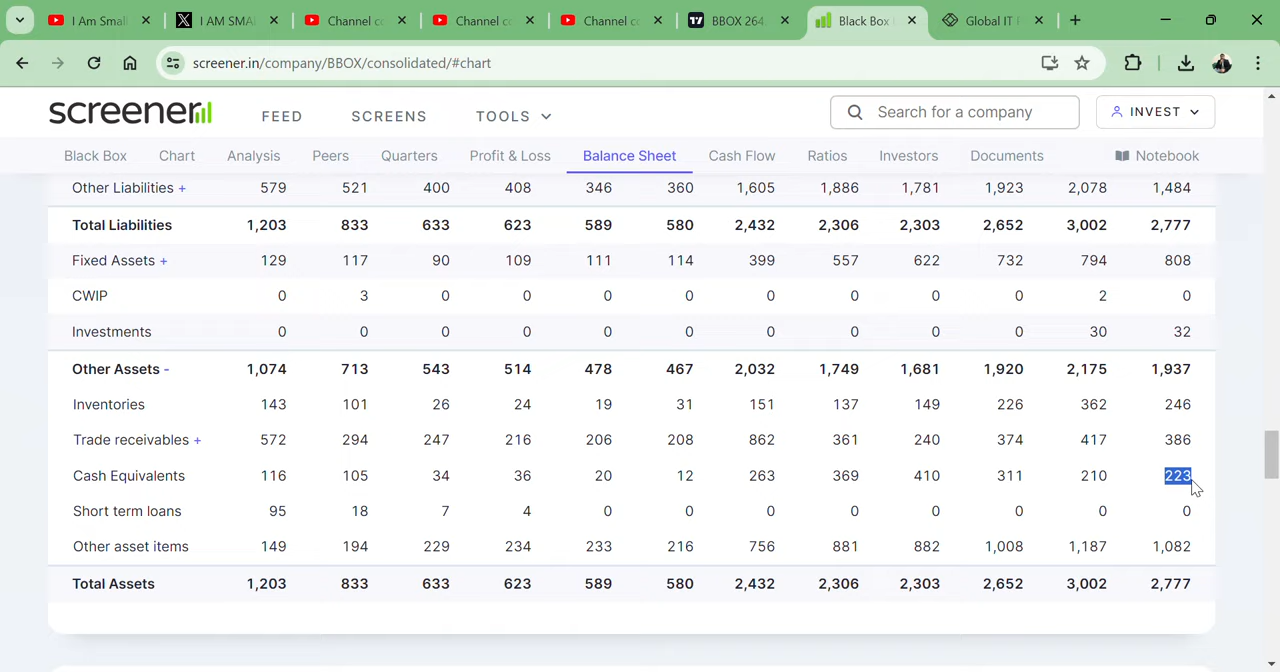 I Am Small
I AM SMA
Channel co
Channel co
Channel co
BBOX 264.
Black Box
Global IT
screener.in/company/BBOX/consolidated/#chart
screener
FEED
SCREENS
TOOLS
Search for a company
INVEST
Black Box Chart Analysis Peers Quarters Profit & Loss Balance Sheet Cash Flow Ratios Investors Documents Notebook
Other Liabilities + 579 521 400 408 346 360 1,605 1,886 1,781 1,923 2,078 1,484
Total Liabilities 1,203 833 633 623 589 580 2,432 2,306 2,303 2,652 3,002 2,777
Fixed Assets + 129 117 90 109 111 114 399 557 622 732 794 808
CWIP 0 3 0 0 0 0 0 0 0 0 2 0
Investments 0 0 0 0 0 0 0 0 0 0 30 32
Other Assets - 1,074 713 543 514 478 467 2,032 1,749 1,681 1,920 2,175 1,937
Inventories 143 101 26 24 19 31 151 137 149 226 362 246
Trade receivables + 572 294 247 216 206 208 862 361 240 374 417 386
Cash Equivalents 116 105 34 36 20 12 263 369 410 311 210 223
Short term loans 95 18 7 4 0 0 0 0 0 0 0 0
Other asset items 149 194 229 234 233 216 756 881 882 1,008 1,187 1,082
Total Assets 1,203 833 633 623 589 580 2,432 2,306 2,303 2,652 3,002 2,777